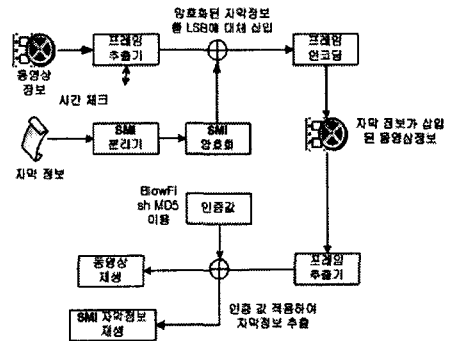 암호화된 자막정보
를 LSB에 대체 삽입
동영상
정보
프레임
추출기
프레임
인코딩
시간 체크
SMI
분리기
SMI
암호화
자막 정보
자막 정보가 삽입
된 동영상정보
BlowFi
sh MD5
이용
인증값
동영상
재생
프레임
추출기
SMI 자막정보
재생
인증 값 적용하여
자막정보 추출